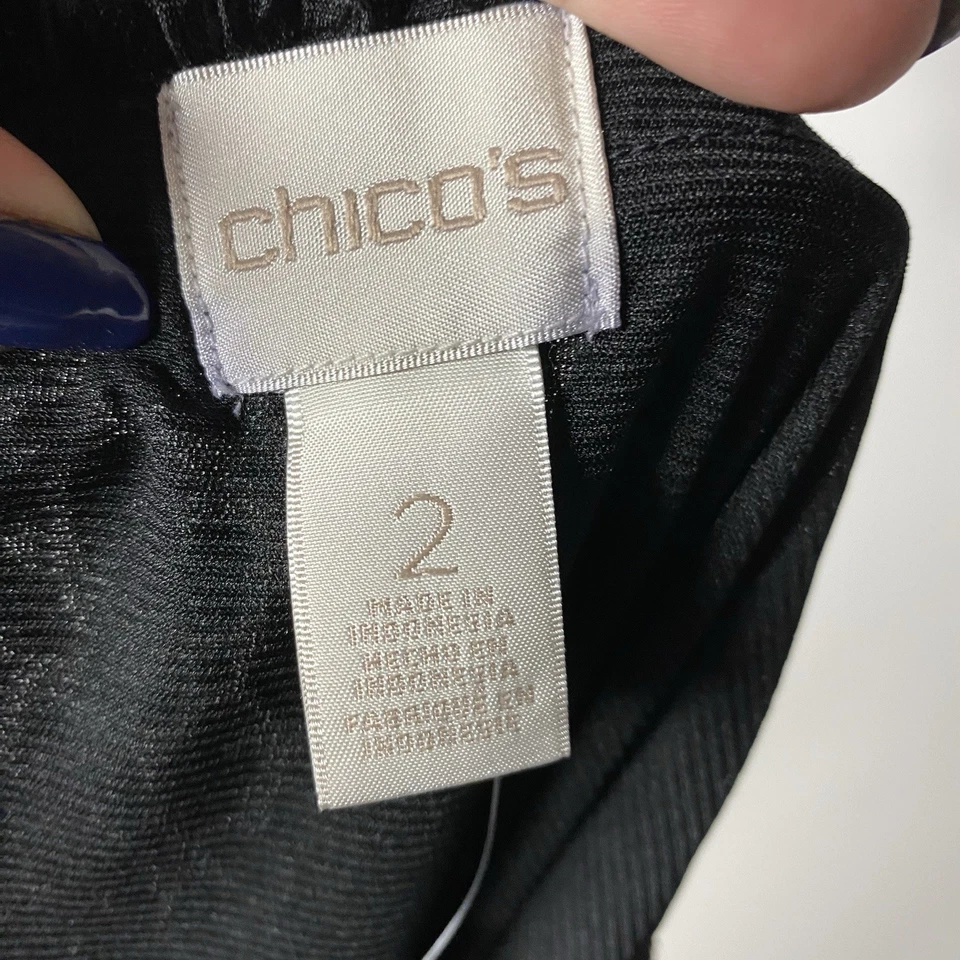 chico's
2
MADE IN
INDONESIA
HECHO EN
INDONESIA
FABRIQUE EN
INDONESIE